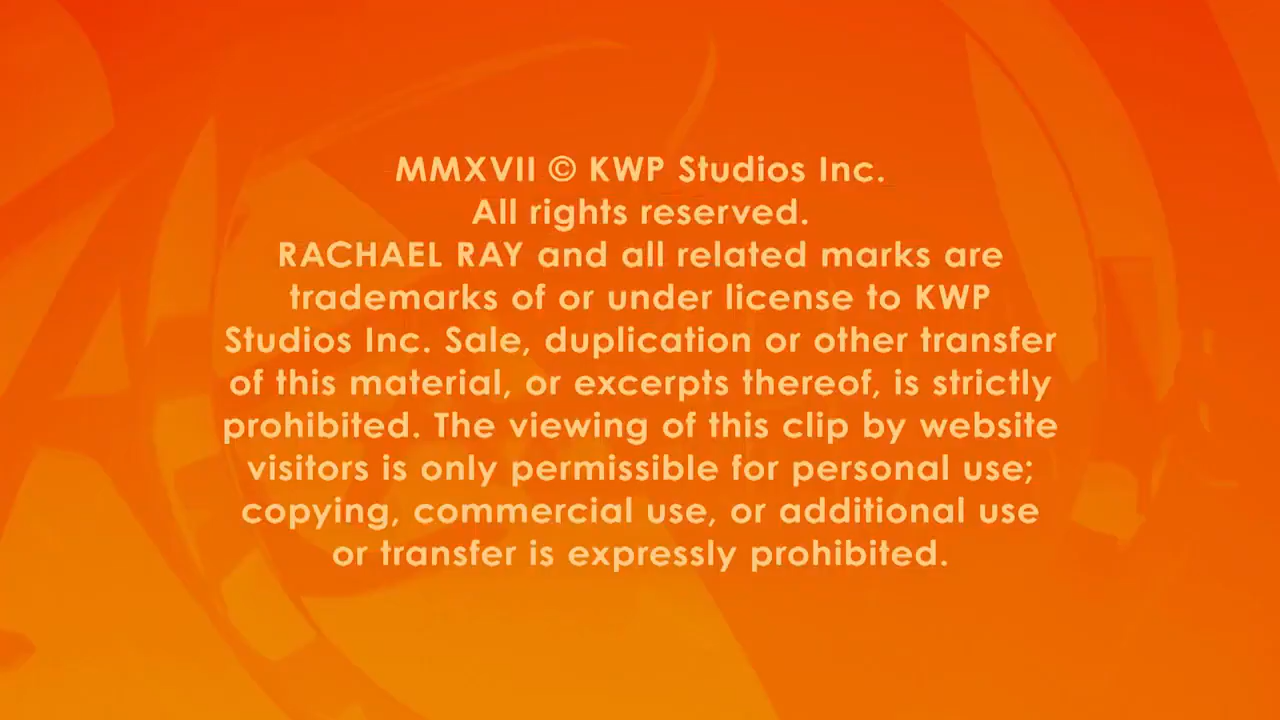 MMXVII © KWP Studios Inc.
All rights reserved.
RACHAEL RAY and all related marks are
trademarks of or under license to KWP
Studios Inc. Sale, duplication or other transfer
of this material, or excerpts thereof, is strictly
prohibited. The viewing of this clip by website
visitors is only permissible for personal use;
copying, commercial use, or additional use
or transfer is expressly prohibited.